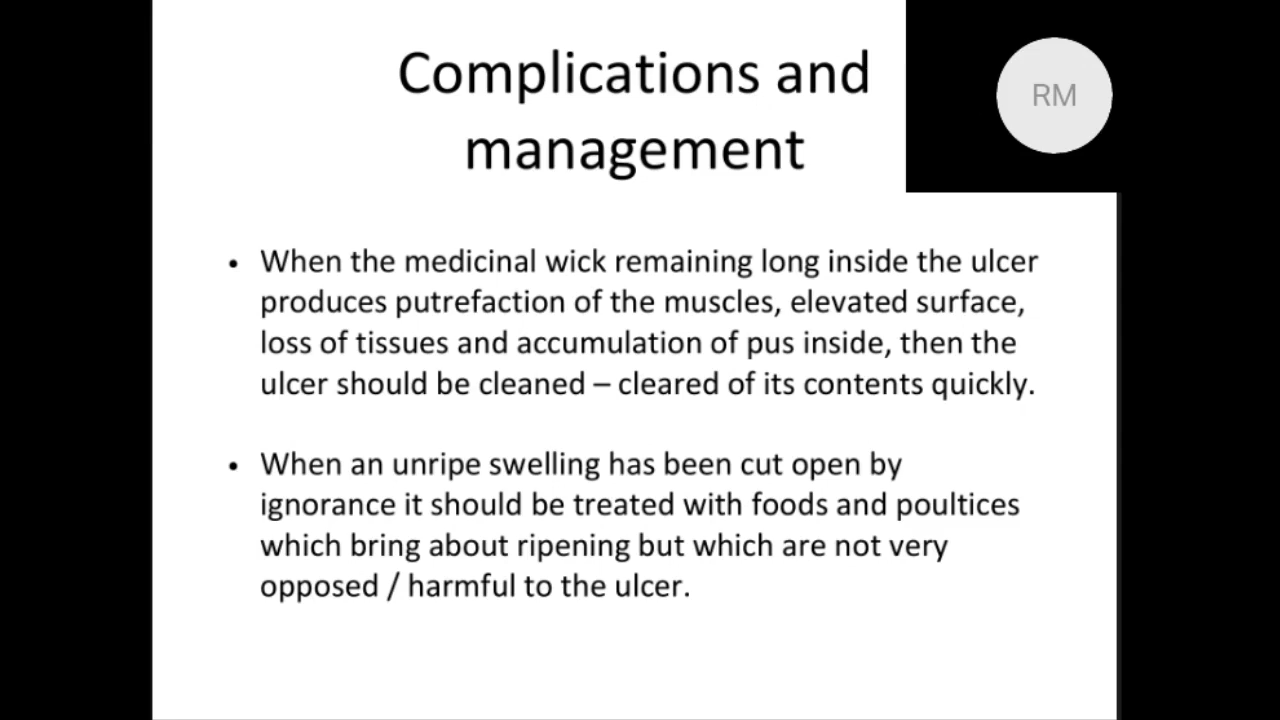 Complications and
management
RM
• When the medicinal wick remaining long inside the ulcer
produces putrefaction of the muscles, elevated surface,
loss of tissues and accumulation of pus inside, then the
ulcer should be cleaned – cleared of its contents quickly.
• When an unripe swelling has been cut open by
ignorance it should be treated with foods and poultices
which bring about ripening but which are not very
opposed / harmful to the ulcer.